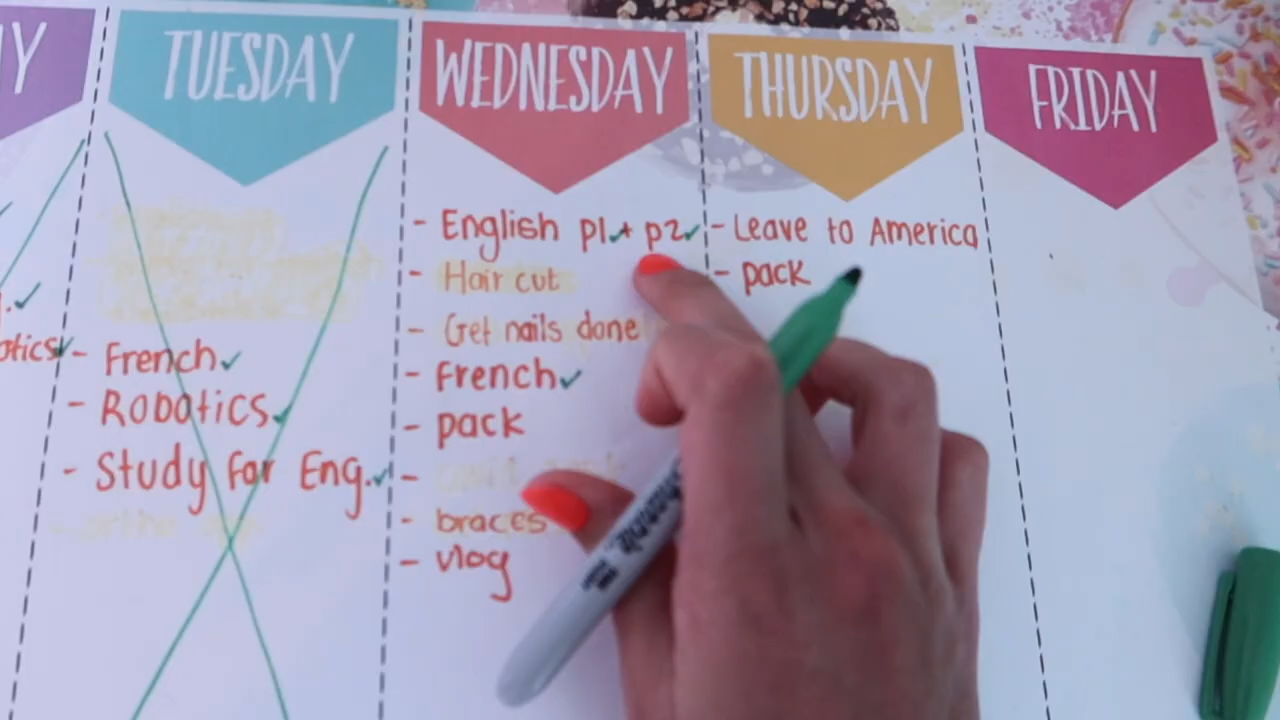 AY
TUESDAY
WEDNESDAY
THURSDAY
FRIDAY
otics✓
- French ✓
- Robotics ✓
- Study for Eng. ✓
- English p1 ✓ + p2 ✓
- Hair cut
- Get nails done
- French ✓
- pack
-
- braces
- vlog
- Leave to America
- pack